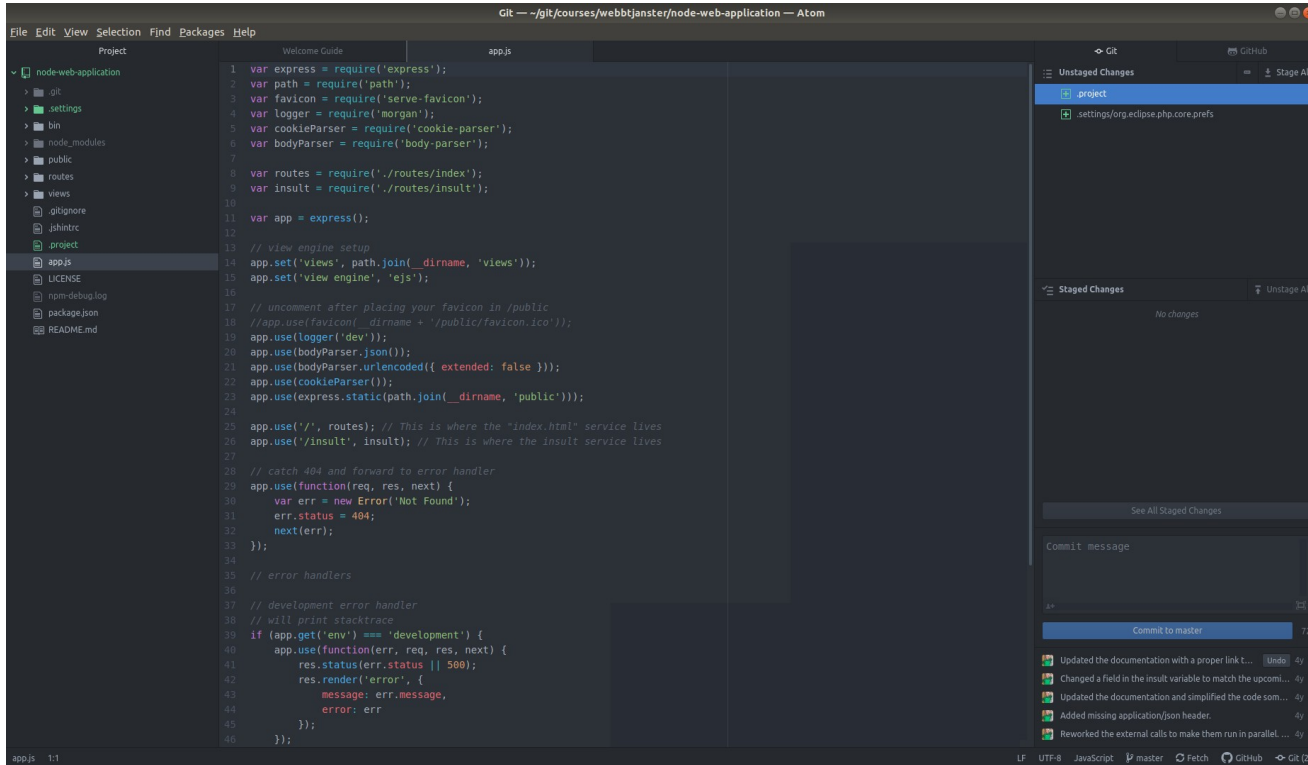 Git — ~/git/courses/webbtjanster/node-web-application — Atom
File Edit View Selection Find Packages Help
Project
node-web-application
.git
.settings
bin
node_modules
public
routes
views
.gitignore
.jshintrc
.project
app.js
LICENSE
npm-debug.log
package.json
README.md
Welcome Guide
app.js
1 var express = require('express');
2 var path = require('path');
3 var favicon = require('serve-favicon');
4 var logger = require('morgan');
5 var cookieParser = require('cookie-parser');
6 var bodyParser = require('body-parser');
7
8 var routes = require('./routes/index');
9 var insult = require('./routes/insult');
10
11 var app = express();
12
13 // view engine setup
14 app.set('views', path.join(__dirname, 'views'));
15 app.set('view engine', 'ejs');
16
17 // uncomment after placing your favicon in /public
18 //app.use(favicon(__dirname + '/public/favicon.ico'));
19 app.use(logger('dev'));
20 app.use(bodyParser.json());
21 app.use(bodyParser.urlencoded({ extended: false }));
22 app.use(cookieParser());
23 app.use(express.static(path.join(__dirname, 'public')));
24
25 app.use('/', routes); // This is where the "index.html" service lives
26 app.use('/insult', insult); // This is where the insult service lives
27
28 // catch 404 and forward to error handler
29 app.use(function(req, res, next) {
30     var err = new Error('Not Found');
31     err.status = 404;
32     next(err);
33 });
34
35 // error handlers
36
37 // development error handler
38 // will print stacktrace
39 if (app.get('env') === 'development') {
40     app.use(function(err, req, res, next) {
41         res.status(err.status || 500);
42         res.render('error', {
43             message: err.message,
44             error: err
45         });
46     });
Git GitHub
Unstaged Changes Stage Al
.project
.settings/org.eclipse.php.core.prefs
Staged Changes Unstage Al
No changes
See All Staged Changes
Commit message
Commit to master 72
Updated the documentation with a proper link t... Undo 4y
Changed a field in the insult variable to match the upcomi... 4y
Updated the documentation and simplified the code som... 4y
Added missing application/json header. 4y
Reworked the external calls to make them run in parallel. ... 4y
app.js 1:1 LF UTF-8 JavaScript master Fetch GitHub Git (2